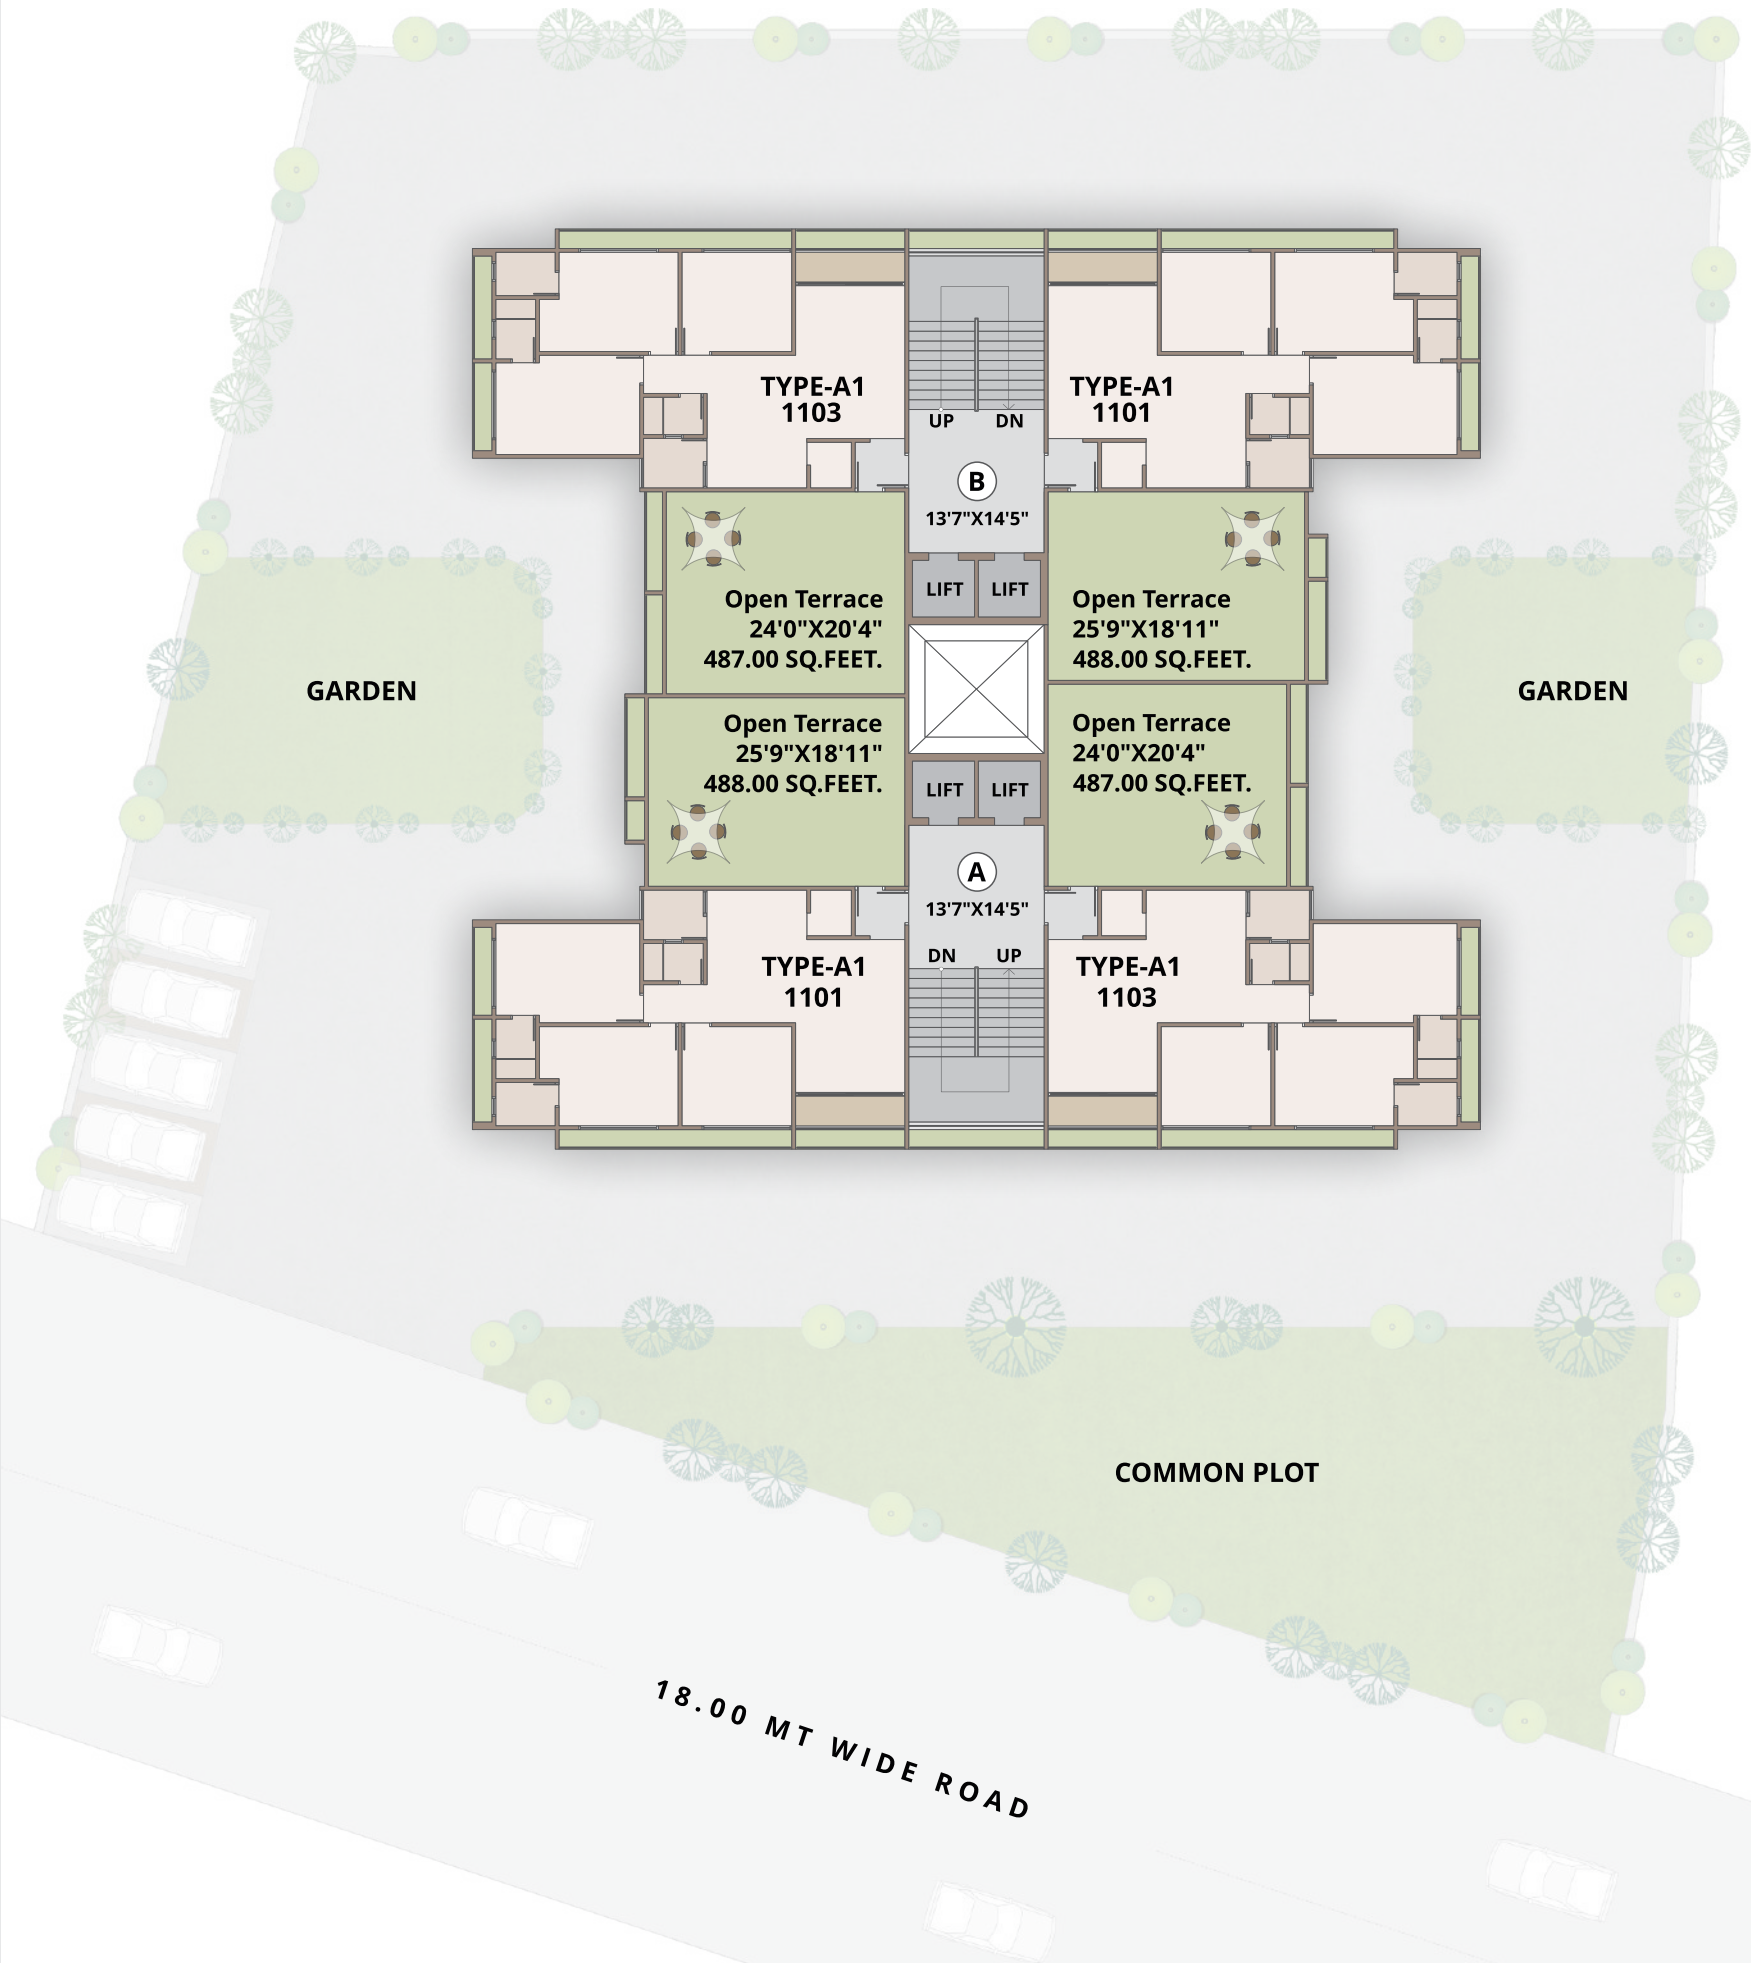 TYPE-A1
1103
TYPE-A1
1101
UP
DN
B
13'7"X14'5"
LIFT
LIFT
Open Terrace
24'0"X20'4"
487.00 SQ.FEET.
Open Terrace
25'9"X18'11"
488.00 SQ.FEET.
GARDEN
GARDEN
Open Terrace
25'9"X18'11"
488.00 SQ.FEET.
Open Terrace
24'0"X20'4"
487.00 SQ.FEET.
LIFT
LIFT
A
13'7"X14'5"
DN
UP
TYPE-A1
1101
TYPE-A1
1103
COMMON PLOT
18.00 MT WIDE ROAD